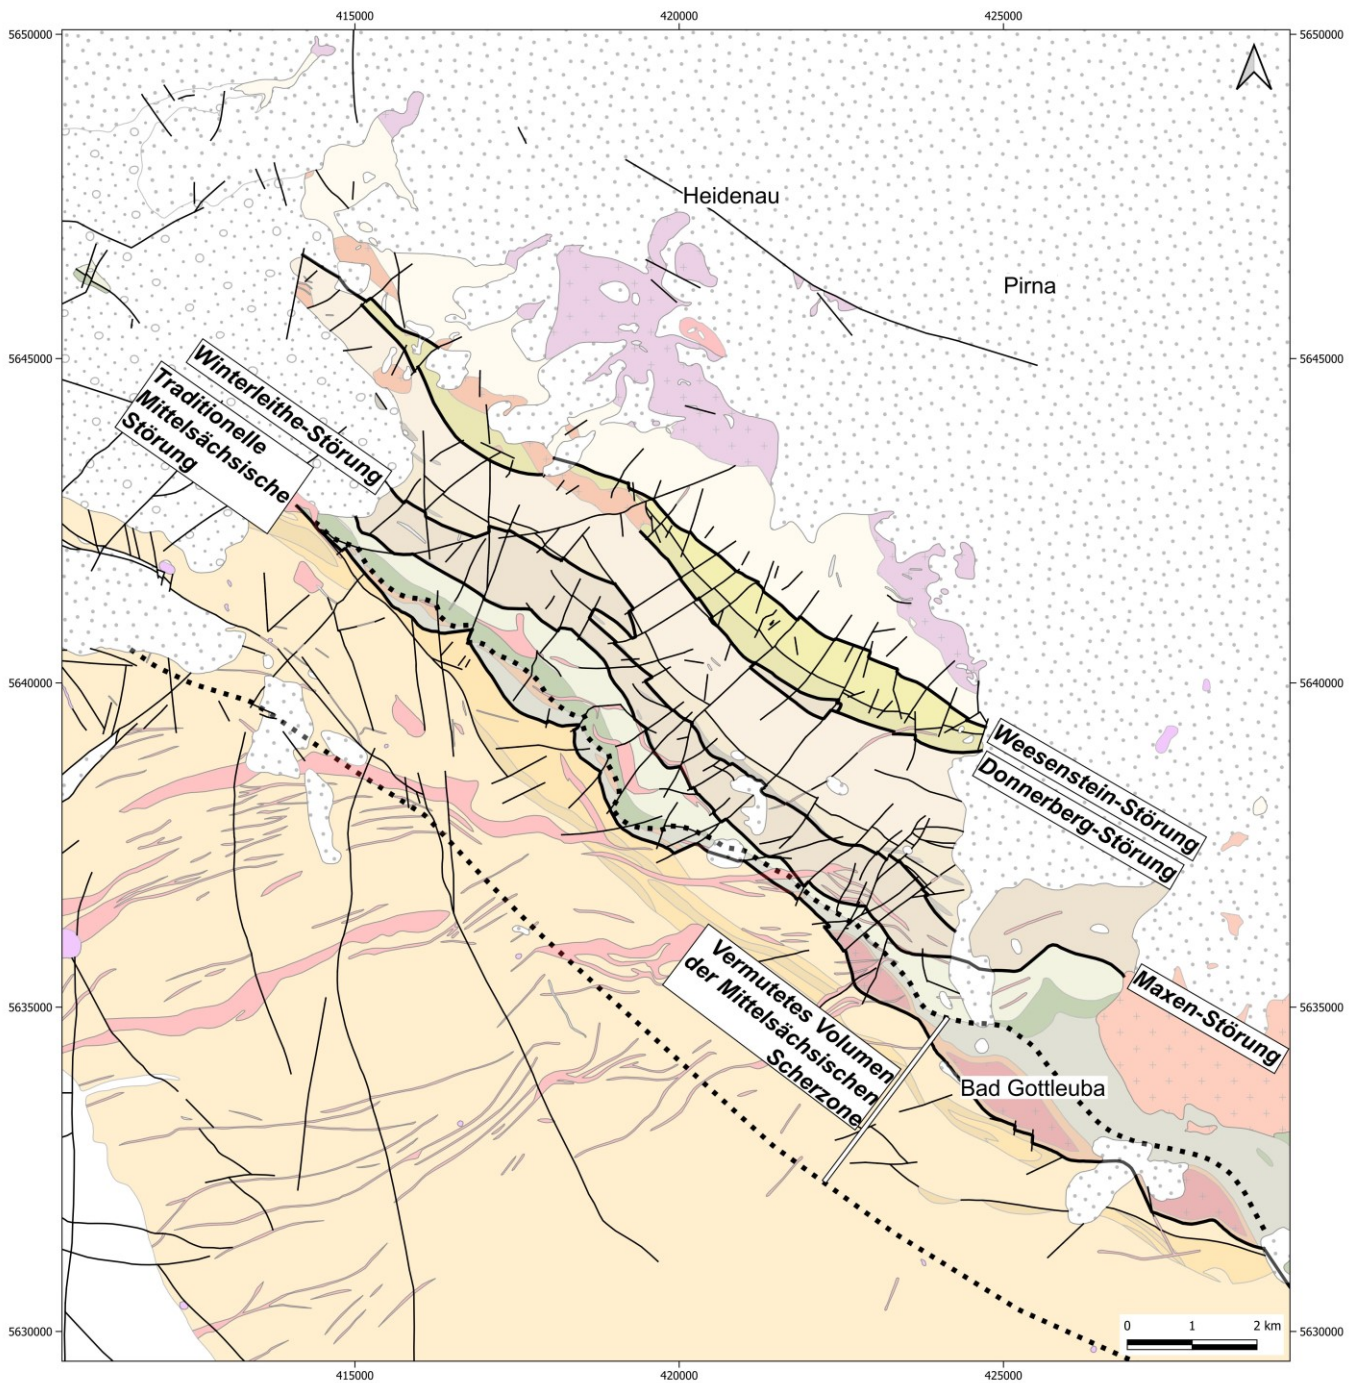 415000
420000
425000
5650000
5650000
Heidenau
Pirna
5645000
5645000
Winterleithe-Störung
Traditionelle
Mittelsächsische
Störung
5640000
5640000
Weesenstein-Störung
Donnerberg-Störung
Vermutetes Volumen
der Mittelsächsischen
Scherzone
Maxen-Störung
5635000
5635000
Bad Gottleuba
0 1 2 km
5630000
5630000
415000
420000
425000